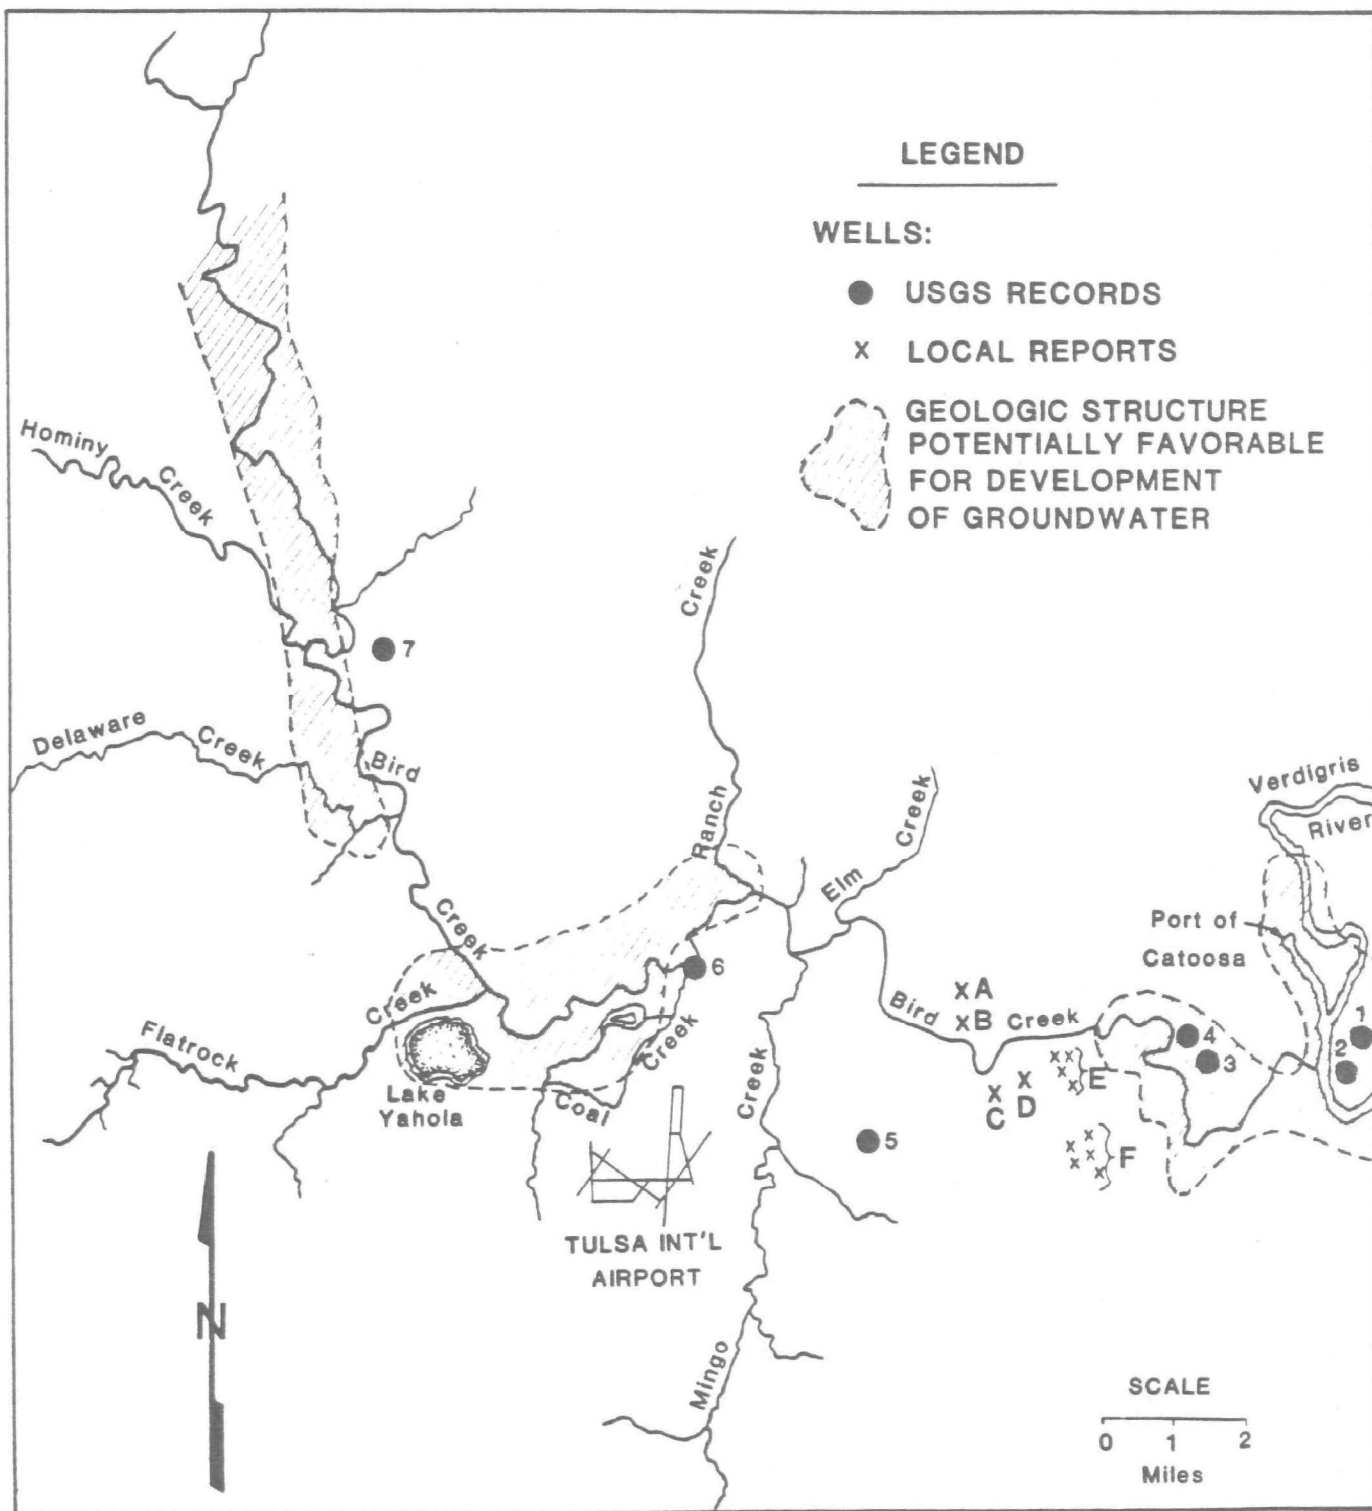 LEGEND
WELLS:
USGS RECORDS
x LOCAL REPORTS
GEOLOGIC STRUCTURE
POTENTIALLY FAVORABLE
FOR DEVELOPMENT
OF GROUNDWATER
Hominy
Creek
7
Delaware
Creek
Bird
Creek
Creek
Ranch
Creek
Elm
Verdigris
River
Port of
Catoosa
6
Creek
Flatrock
Lake
Yahola
Coal
Creek
Creek
Mingo
Bird
Creek
x A
x B
x
C
x
D
x x
x x
x
E
x x
x x
x x
F
4
3
1
2
5
TULSA INT'L
AIRPORT
N
SCALE
0 1 2
Miles